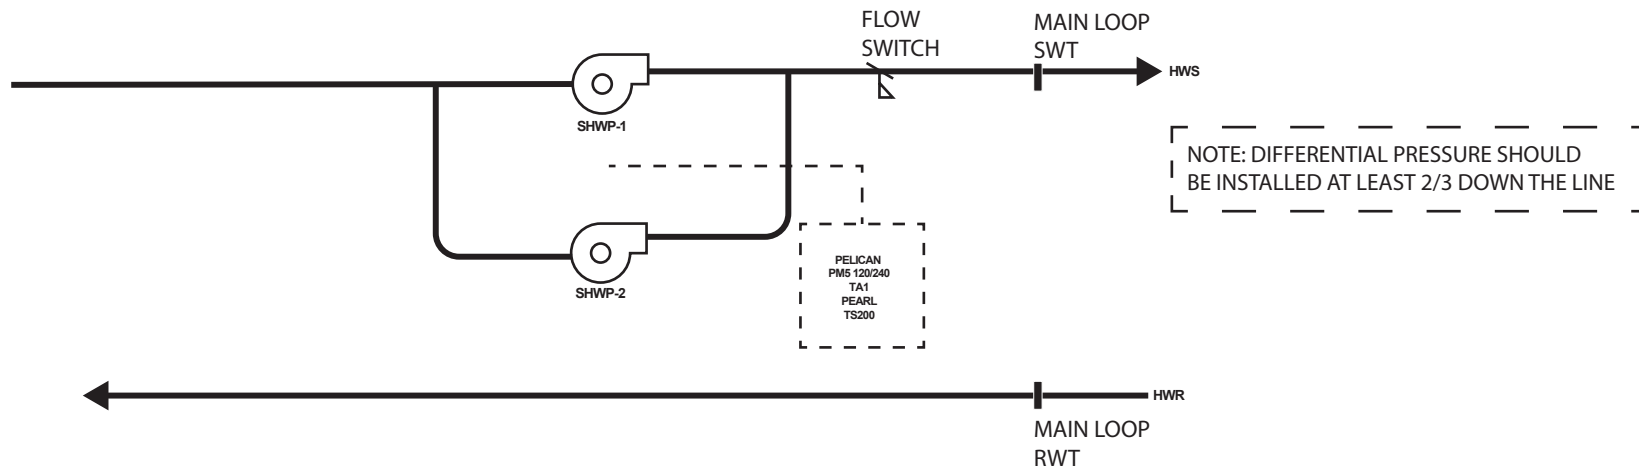 FLOW
SWITCH
MAIN LOOP
SWT
HWS
SHWP-1
NOTE: DIFFERENTIAL PRESSURE SHOULD
BE INSTALLED AT LEAST 2/3 DOWN THE LINE
SHWP-2
PELICAN
PM5 120/240
TA1
PEARL
TS200
HWR
MAIN LOOP
RWT